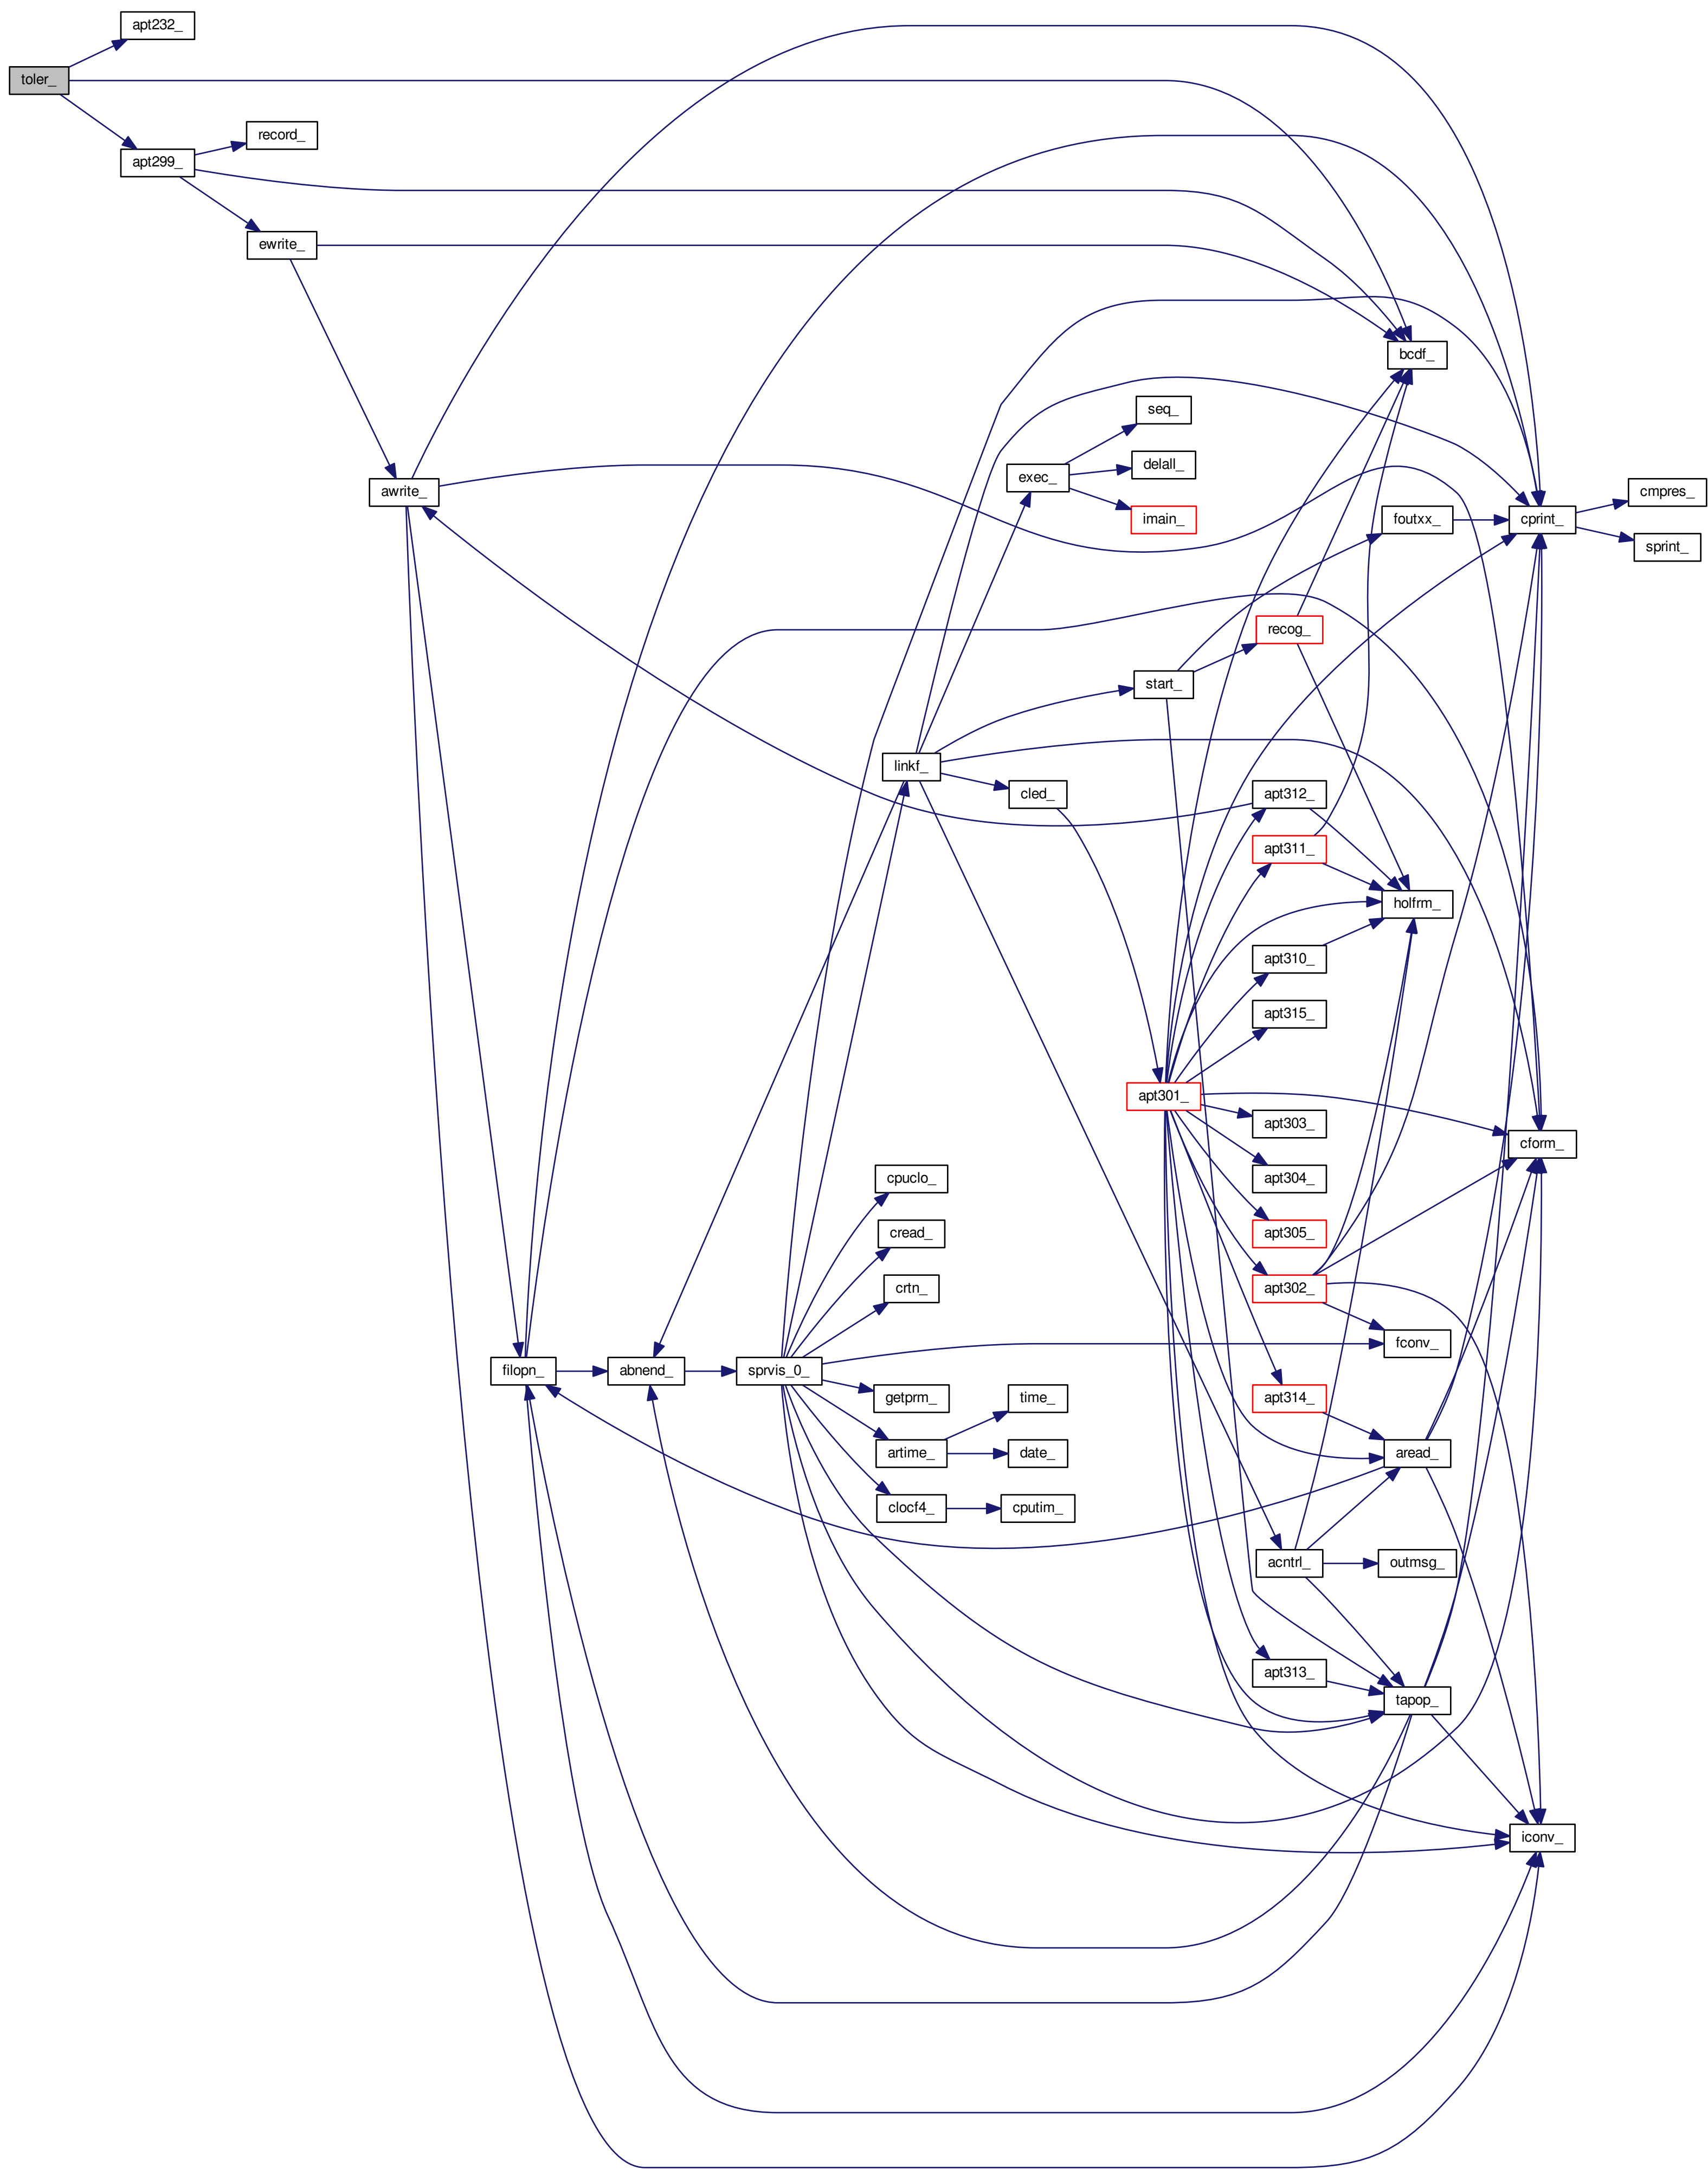 apt232_
toler_
record_
apt299_
ewrite_
bcdf_
seq_
delall_
exec_
awrite_
cmpres_
imain_
foutxx_
cprint_
sprint_
recog_
start_
linkf_
cled_
apt312_
apt311_
holfrm_
apt310_
apt315_
apt301_
apt303_
cform_
apt304_
cpuclo_
cread_
apt305_
crtn_
apt302_
fconv_
filopn_
abnend_
sprvis_0_
getprm_
time_
apt314_
artime_
date_
aread_
clocf4_
cputim_
acntrl_
outmsg_
apt313_
tapop_
iconv_